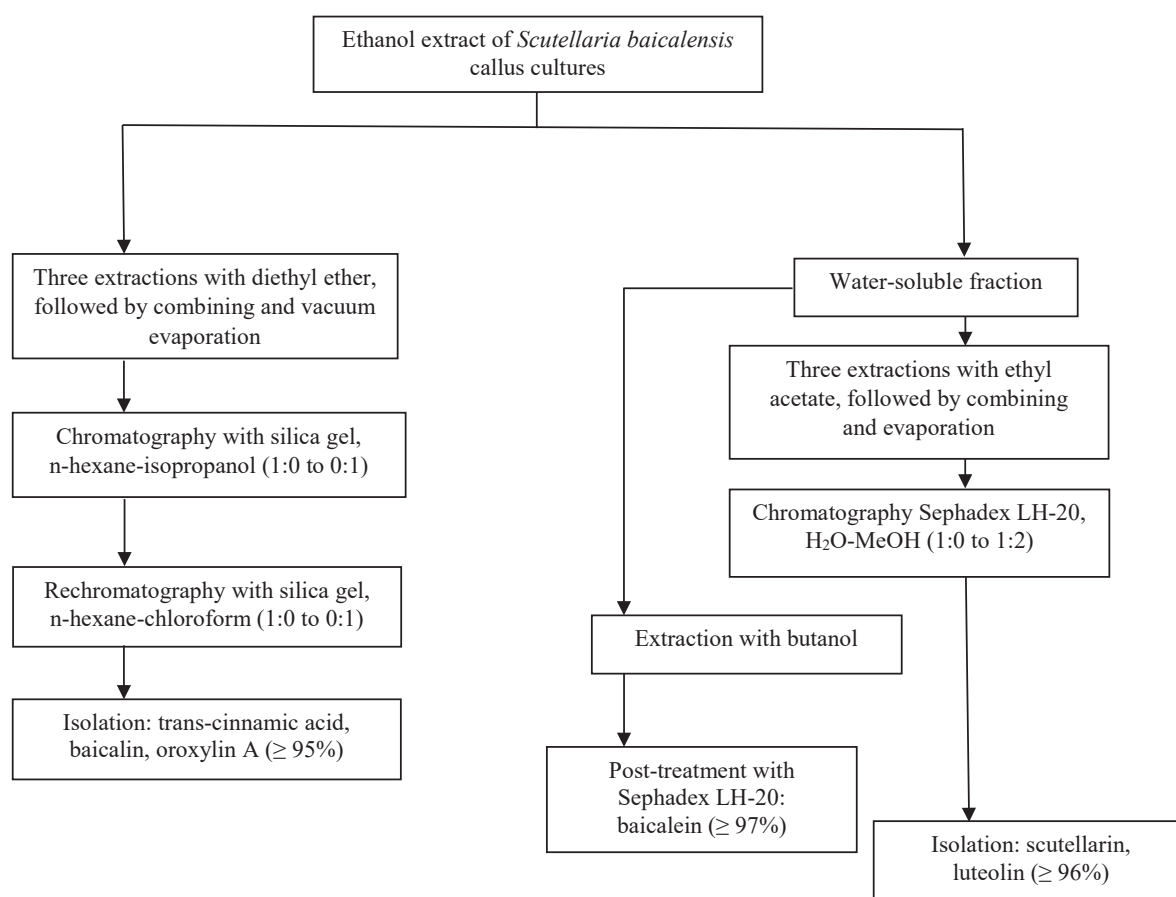 Ethanol extract of Scutellaria baicalensis
callus cultures
Three extractions with diethyl ether,
followed by combining and vacuum
evaporation
Chromatography with silica gel,
n-hexane-isopropanol (1:0 to 0:1)
Rechromatography with silica gel,
n-hexane-chloroform (1:0 to 0:1)
Isolation: trans-cinnamic acid,
baicalin, oroxylin A (≥ 95%)
Water-soluble fraction
Three extractions with ethyl
acetate, followed by combining
and evaporation
Chromatography Sephadex LH-20,
H₂O-MeOH (1:0 to 1:2)
Extraction with butanol
Post-treatment with
Sephadex LH-20:
baicalein (≥ 97%)
Isolation: scutellarin,
luteolin (≥ 96%)